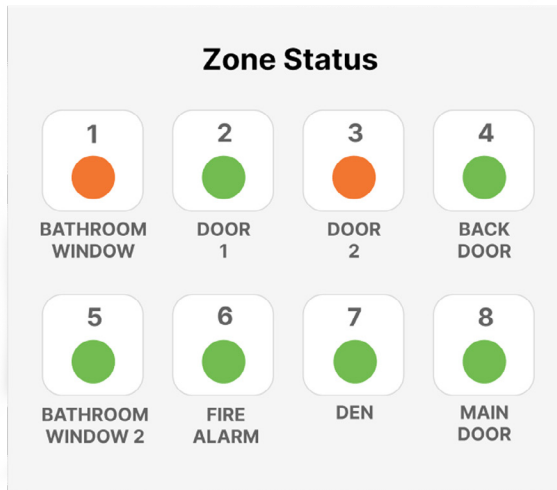 Zone Status
1
2
3
4
BATHROOM
WINDOW
DOOR
1
DOOR
2
BACK
DOOR
5
6
7
8
BATHROOM
WINDOW 2
FIRE
ALARM
DEN
MAIN
DOOR